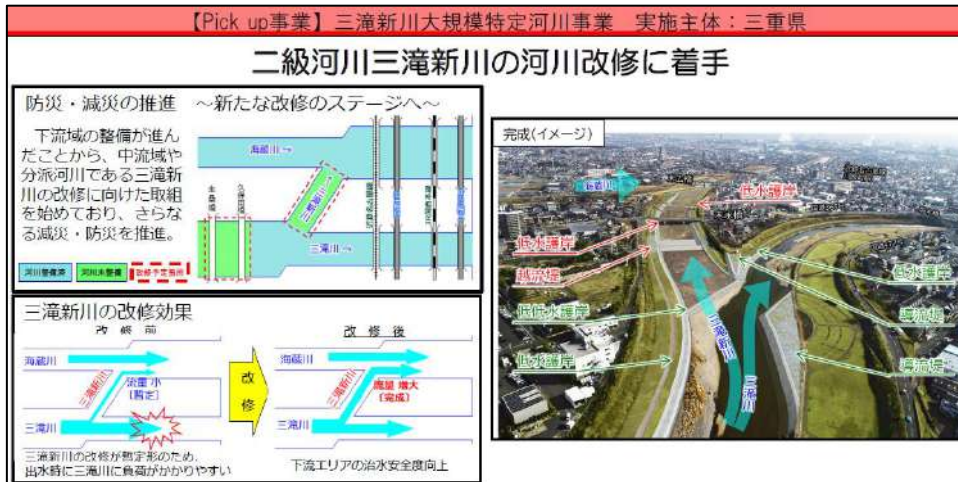 【Pick up事業】三滝新川大規模特定河川事業 実施主体：三重県
二級河川三滝新川の河川改修に着手
防災・減災の推進 ～新たな改修のステージへ～
下流域の整備が進ん
だことから、中流域や
分派河川である三滝新
川の改修に向けた取組
を始めており、さらな
る減災・防災を推進。
河川整備済
河川未整備
改修予定箇所
海蔵川→
三滝新川
三滝川→
三滝新川の改修効果
改修前
海蔵川
三滝新川
流量 小
［暫定］
三滝川
三滝新川の改修が暫定形のため、
出水時に三滝川に負荷がかかりやすい
改修
改修後
海蔵川
三滝新川
流量 増大
［完成］
三滝川
下流エリアの治水安全度向上
完成(イメージ)
海蔵川
低水護岸
低水護岸
越流堤
低低水護岸
低水護岸
低水護岸
導流堤
導流堤
三滝新川
三滝川